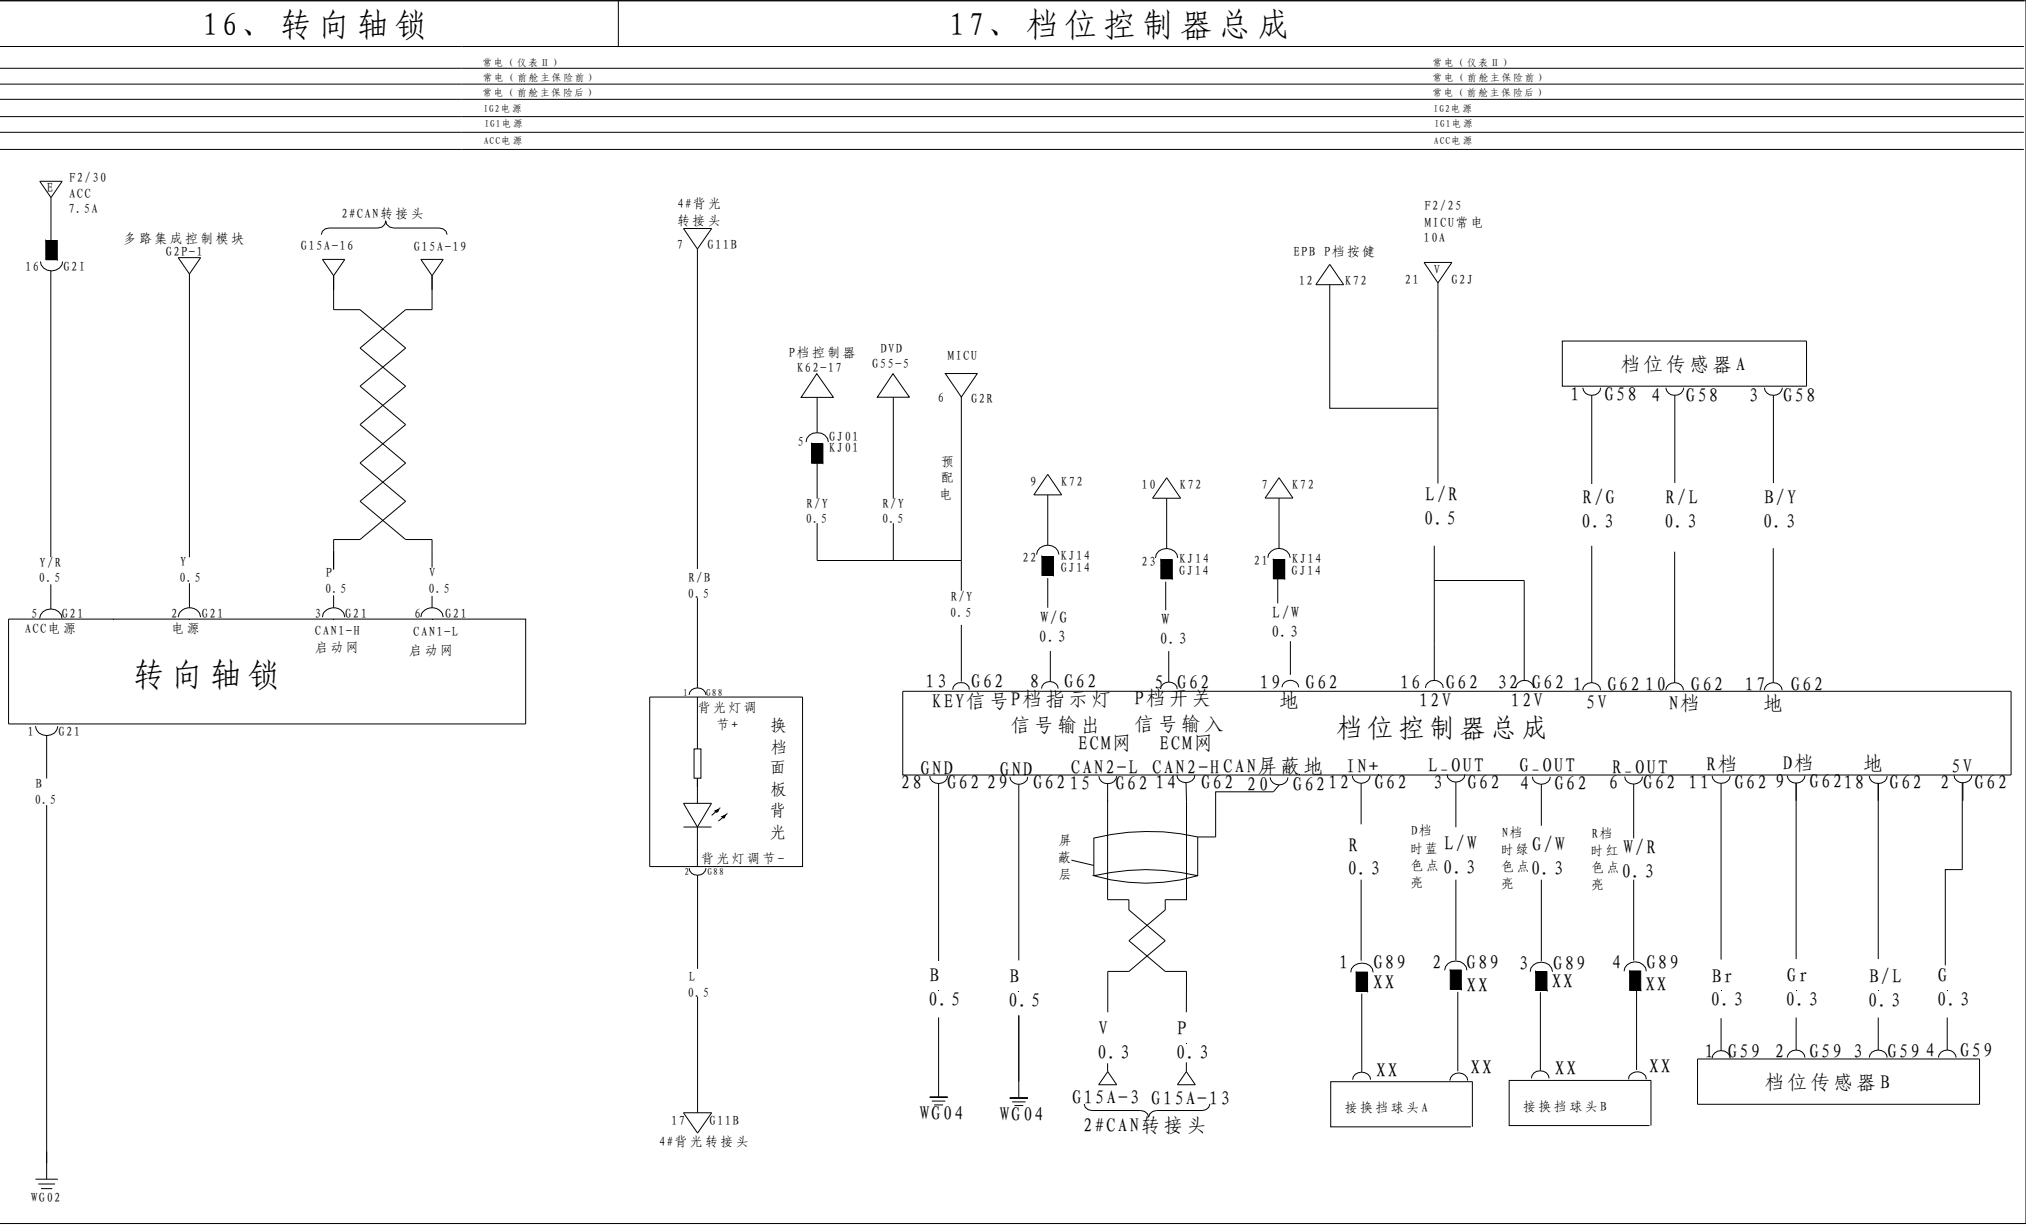 16、转向轴锁
17、档位控制器总成
常电（仪表Ⅱ）
常电（前舱主保险前）
常电（前舱主保险后）
IG2电源
IG1电源
ACC电源
常电（仪表Ⅱ）
常电（前舱主保险前）
常电（前舱主保险后）
IG2电源
IG1电源
ACC电源
E
F2/30
ACC
7.5A
16 G2I
多路集成控制模块
G2P-1
2#CAN转接头
G15A-16
G15A-19
Y/R
0.5
Y
0.5
P
0.5
V
0.5
5 G21
2 G21
3 G21
6 G21
ACC电源
电源
CAN1-H
启动网
CAN1-L
启动网
转向轴锁
1 G21
B
0.5
WG02
4#背光
转接头
7 G11B
R/B
0.5
1 G88
背光灯调
节+
换档面板背光
背光灯调节-
2 G88
L
0.5
17 G11B
4#背光转接头
P档控制器
K62-17
DVD
G55-5
MICU
6 G2R
5 GJ01
KJ01
预配电
R/Y
0.5
R/Y
0.5
R/Y
0.5
9 K72
10 K72
7 K72
22 KJ14
GJ14
23 KJ14
GJ14
21 KJ14
GJ14
W/G
0.3
W
0.3
L/W
0.3
EPB P档按健
12 K72
F2/25
MICU常电
10A
V
21 G2J
L/R
0.5
档位传感器A
1 G58
4 G58
3 G58
R/G
0.3
R/L
0.3
B/Y
0.3
13 G62
8 G62
5 G62
19 G62
16 G62
32 G62
1 G62
10 G62
17 G62
KEY信号
P档指示灯
信号输出
P档开关
信号输入
地
12V
12V
5V
N档
地
档位控制器总成
GND
GND
ECM网
CAN2-L
ECM网
CAN2-H
CAN屏蔽地
IN+
L_OUT
G_OUT
R_OUT
R档
D档
地
5V
28 G62
29 G62
15 G62
14 G62
20 G62
12 G62
3 G62
4 G62
6 G62
11 G62
9 G62
18 G62
2 G62
屏蔽层
R
0.3
D档
时蓝
色点
亮
L/W
0.3
N档
时绿
色点
亮
G/W
0.3
R档
时红
色点
亮
W/R
0.3
B
0.5
B
0.5
WG04
WG04
V
0.3
P
0.3
G15A-3
G15A-13
2#CAN转接头
1 G89
XX
2 G89
XX
3 G89
XX
4 G89
XX
XX
XX
XX
XX
接换挡球头A
接换挡球头B
Br
0.3
Gr
0.3
B/L
0.3
G
0.3
1 G59
2 G59
3 G59
4 G59
档位传感器B